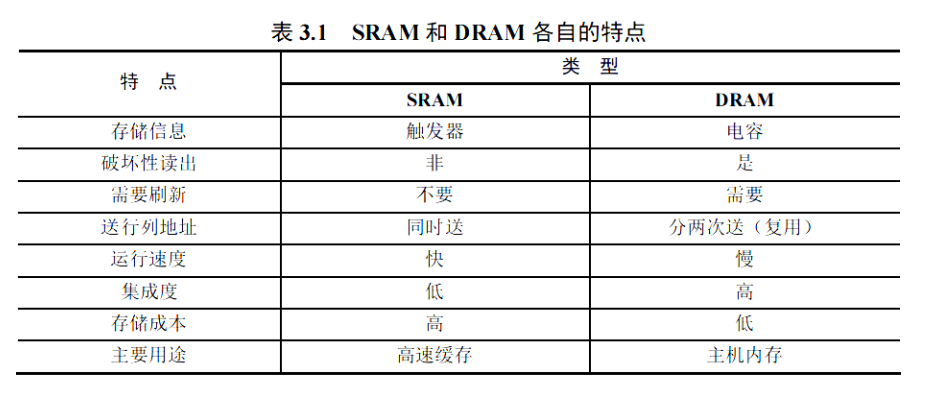 表 3.1 SRAM 和 DRAM 各自的特点
特 点 类 型
SRAM DRAM
存储信息 触发器 电容
破坏性读出 非 是
需要刷新 不要 需要
送行列地址 同时送 分两次送（复用）
运行速度 快 慢
集成度 低 高
存储成本 高 低
主要用途 高速缓存 主机内存